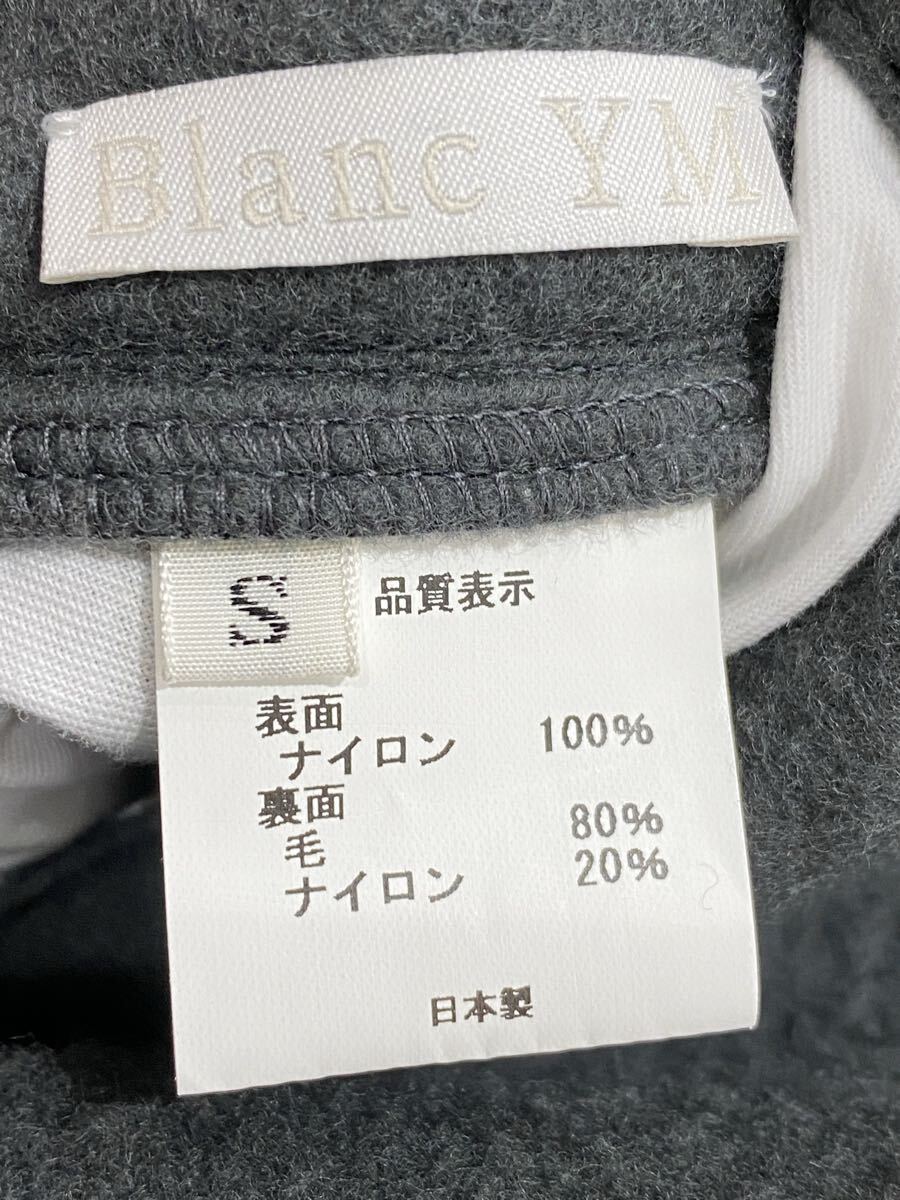 Blanc YM
S
品質表示
表面
ナイロン 100%
裏面
毛 80%
ナイロン 20%
日本製